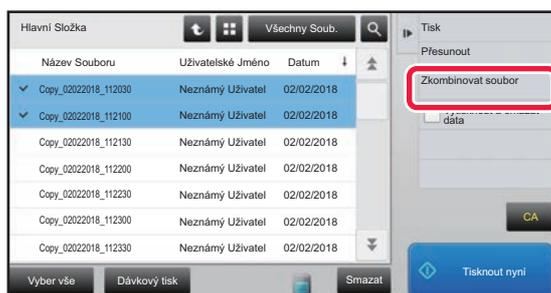 Hlavní Složka
Všechny Soub.
Název Souboru Uživatelské Jméno Datum
Copy_02022018_112030 Neznámý Uživatel 02/02/2018
Copy_02022018_112100 Neznámý Uživatel 02/02/2018
Copy_02022018_112130 Neznámý Uživatel 02/02/2018
Copy_02022018_112200 Neznámý Uživatel 02/02/2018
Copy_02022018_112230 Neznámý Uživatel 02/02/2018
Copy_02022018_112300 Neznámý Uživatel 02/02/2018
Copy_02022018_112330 Neznámý Uživatel 02/02/2018
Vyber vše Dávkový tisk Smazat
Tisk
Přesunout
Zkombinovat soubor
data
CA
Tisknout nyní